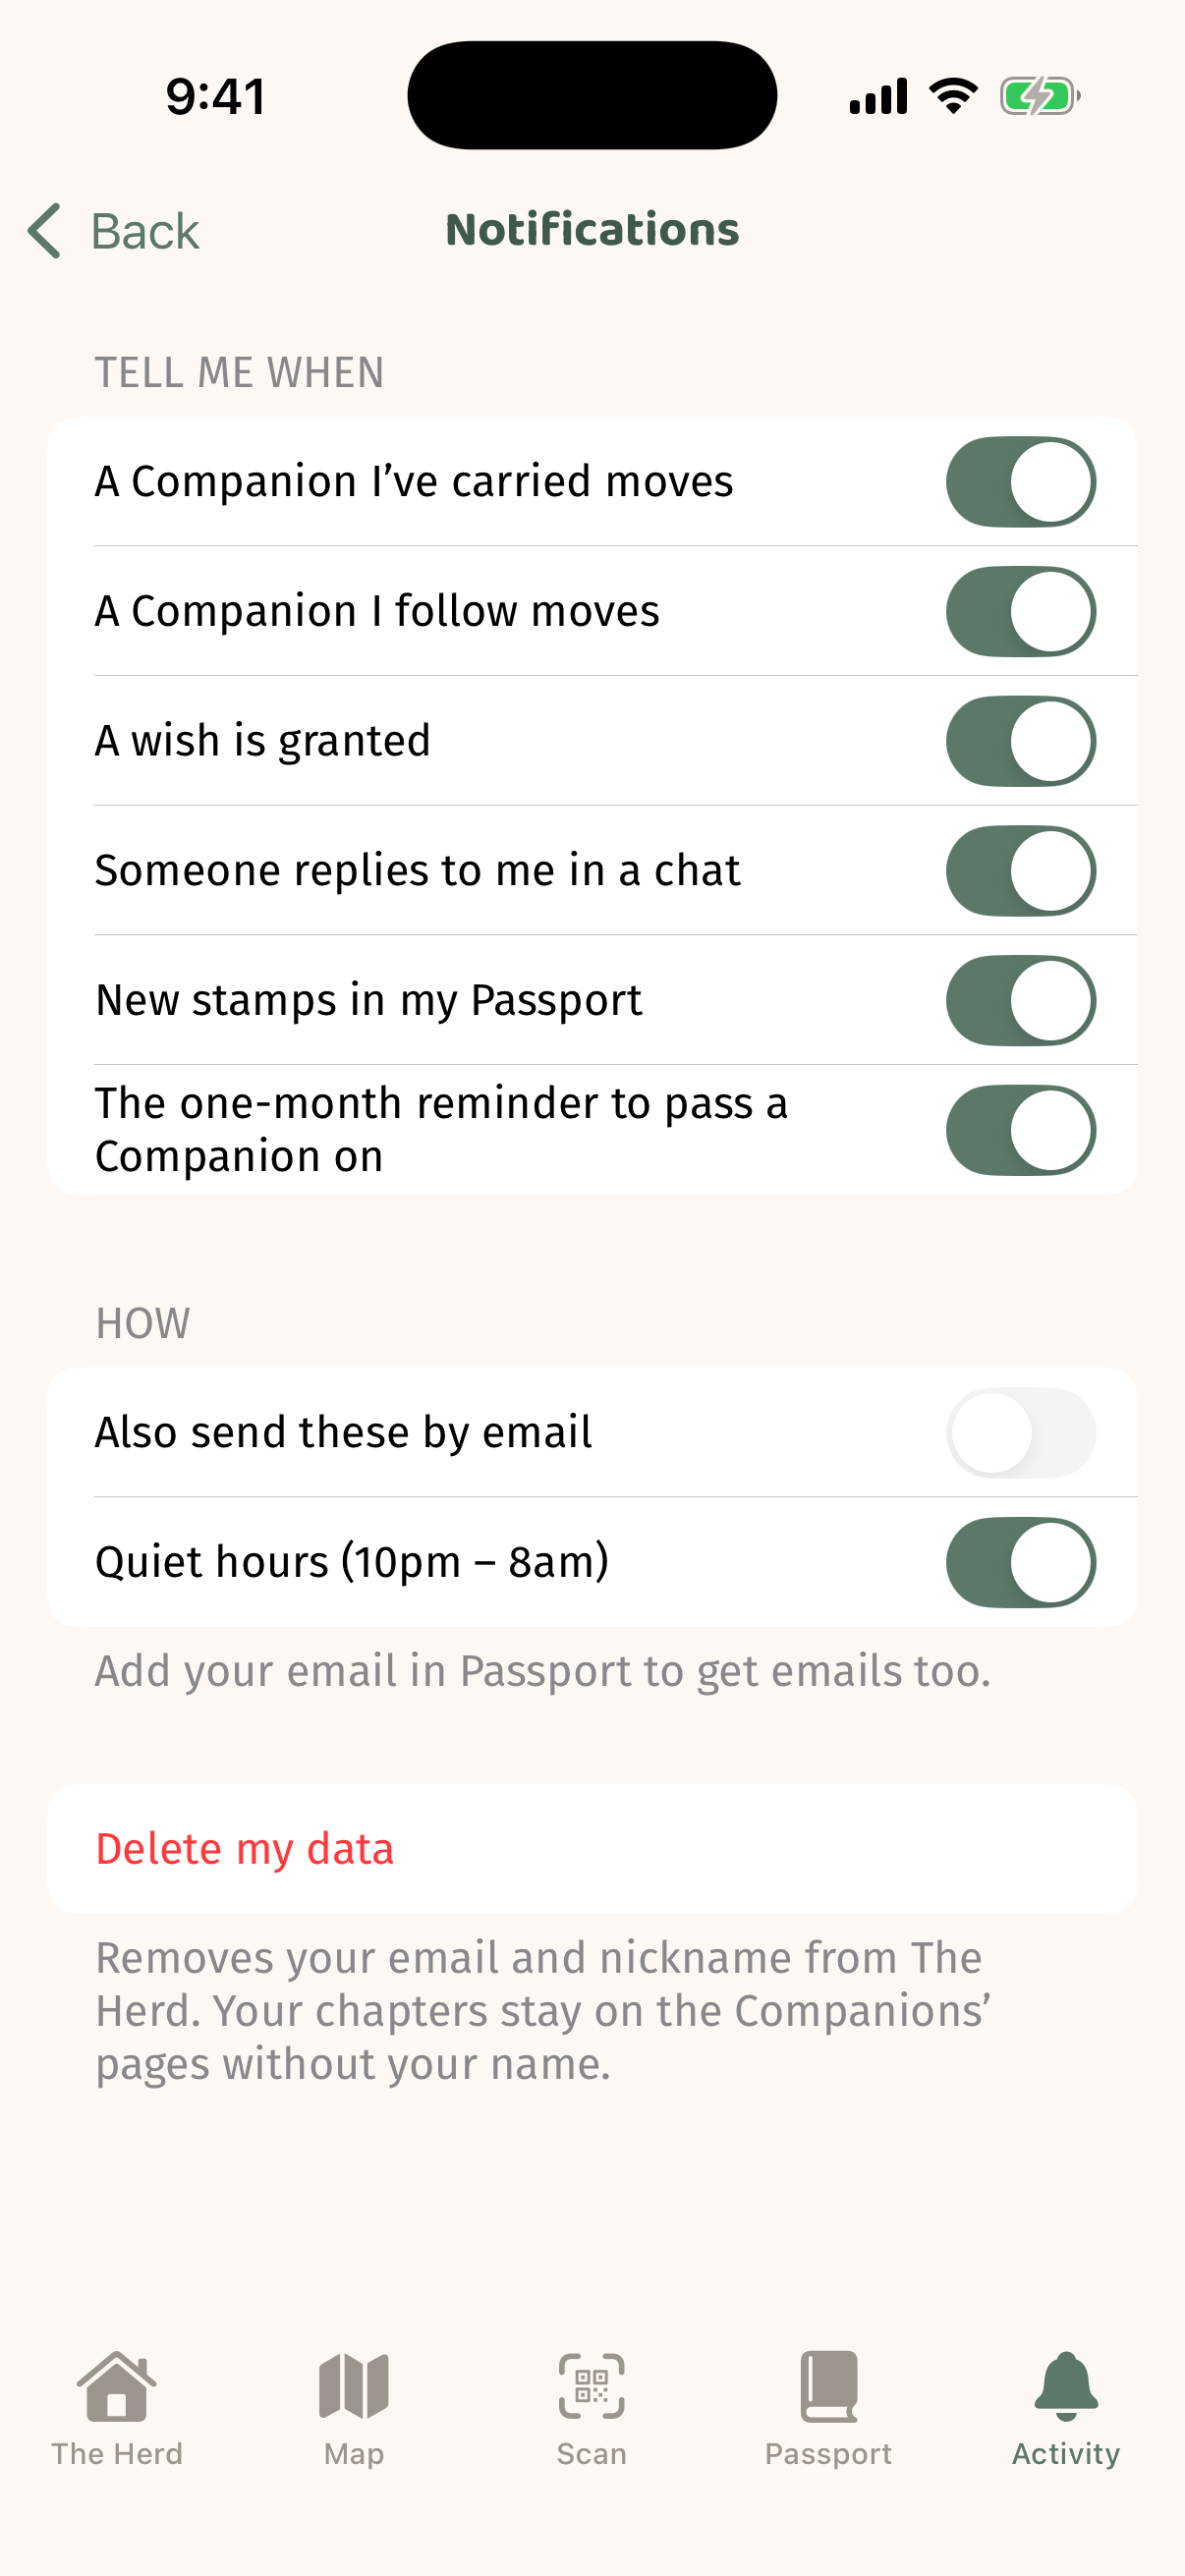 9:41
Back
Notifications
TELL ME WHEN
A Companion I’ve carried moves
A Companion I follow moves
A wish is granted
Someone replies to me in a chat
New stamps in my Passport
The one-month reminder to pass a
Companion on
HOW
Also send these by email
Quiet hours (10pm – 8am)
Add your email in Passport to get emails too.
Delete my data
Removes your email and nickname from The
Herd. Your chapters stay on the Companions’
pages without your name.
The Herd
Map
Scan
Passport
Activity